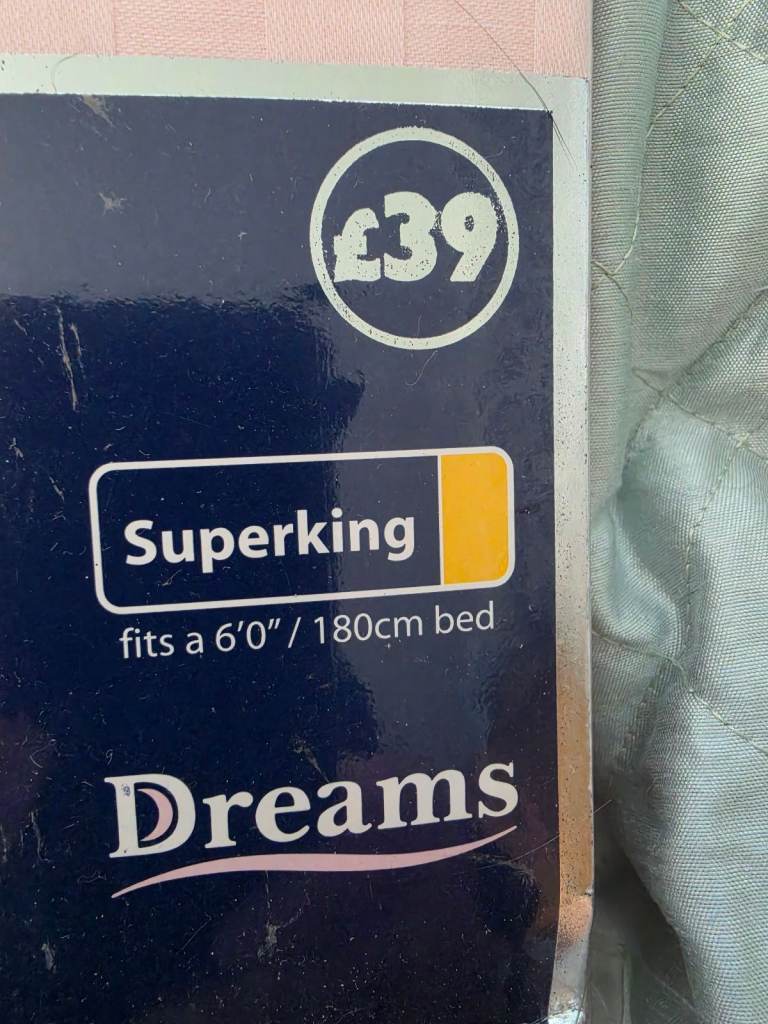 £39
Superking
fits a 6'0" / 180cm bed
Dreams